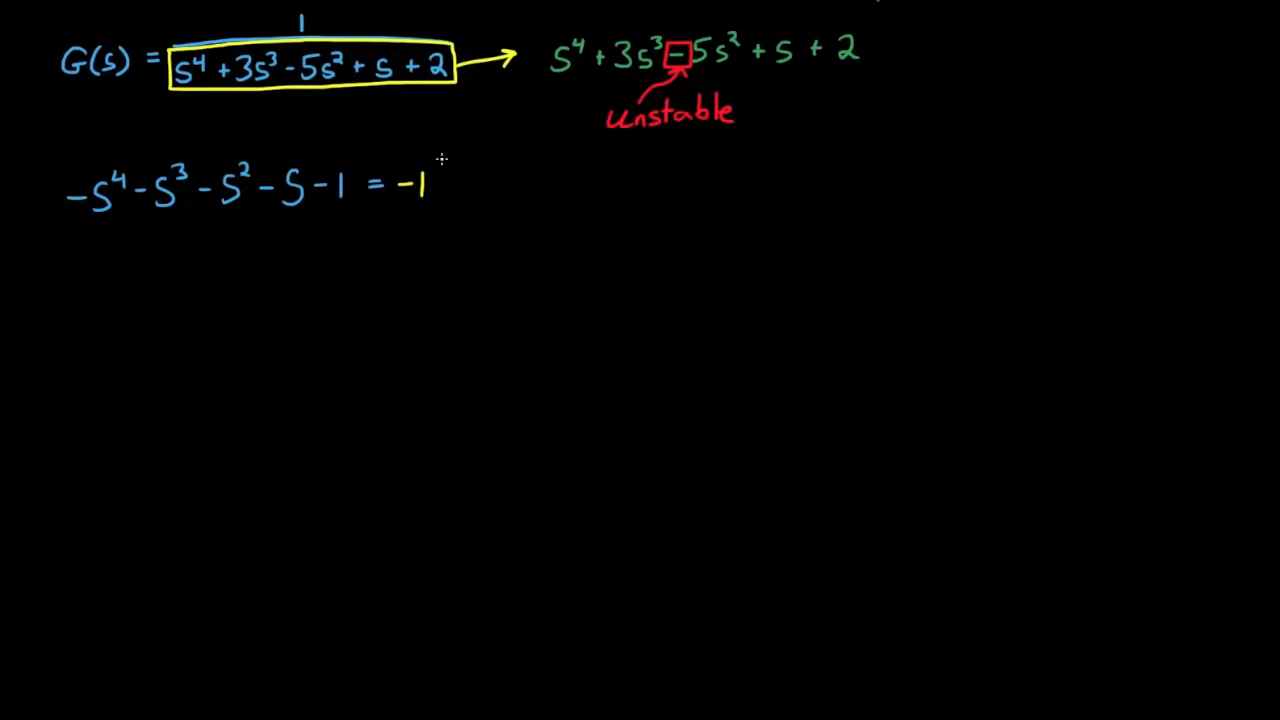 G(s) = 1 / (s⁴ + 3s³ - 5s² + s + 2) → s⁴ + 3s³ - 5s² + s + 2
unstable
-s⁴ - s³ - s² - s - 1 = -1